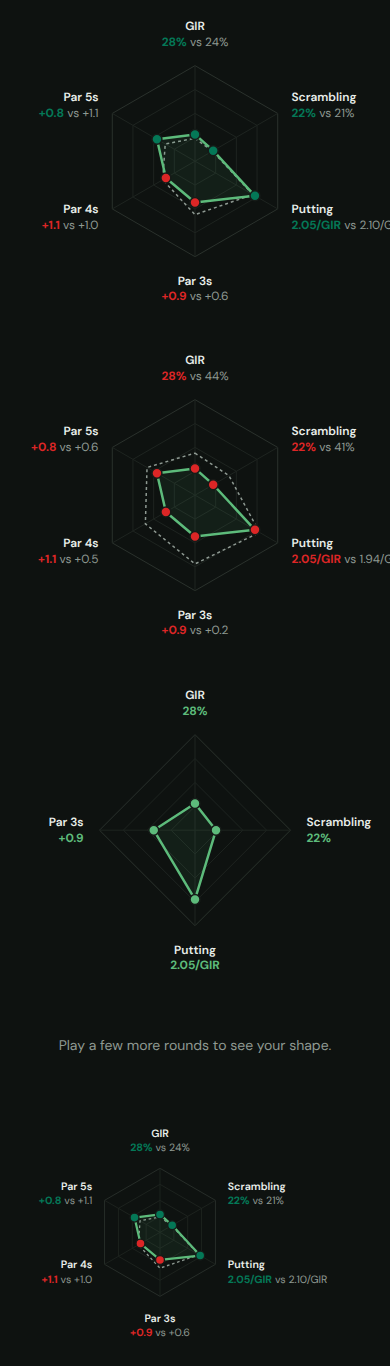 GIR
28% vs 24%
Par 5s
+0.8 vs +1.1
Scrambling
22% vs 21%
Par 4s
+1.1 vs +1.0
Putting
2.05/GIR vs 2.10/G
Par 3s
+0.9 vs +0.6
GIR
28% vs 44%
Par 5s
+0.8 vs +0.6
Scrambling
22% vs 41%
Par 4s
+1.1 vs +0.5
Putting
2.05/GIR vs 1.94/G
Par 3s
+0.9 vs +0.2
GIR
28%
Par 3s
+0.9
Scrambling
22%
Putting
2.05/GIR
Play a few more rounds to see your shape.
GIR
28% vs 24%
Par 5s
+0.8 vs +1.1
Scrambling
22% vs 21%
Par 4s
+1.1 vs +1.0
Putting
2.05/GIR vs 2.10/GIR
Par 3s
+0.9 vs +0.6